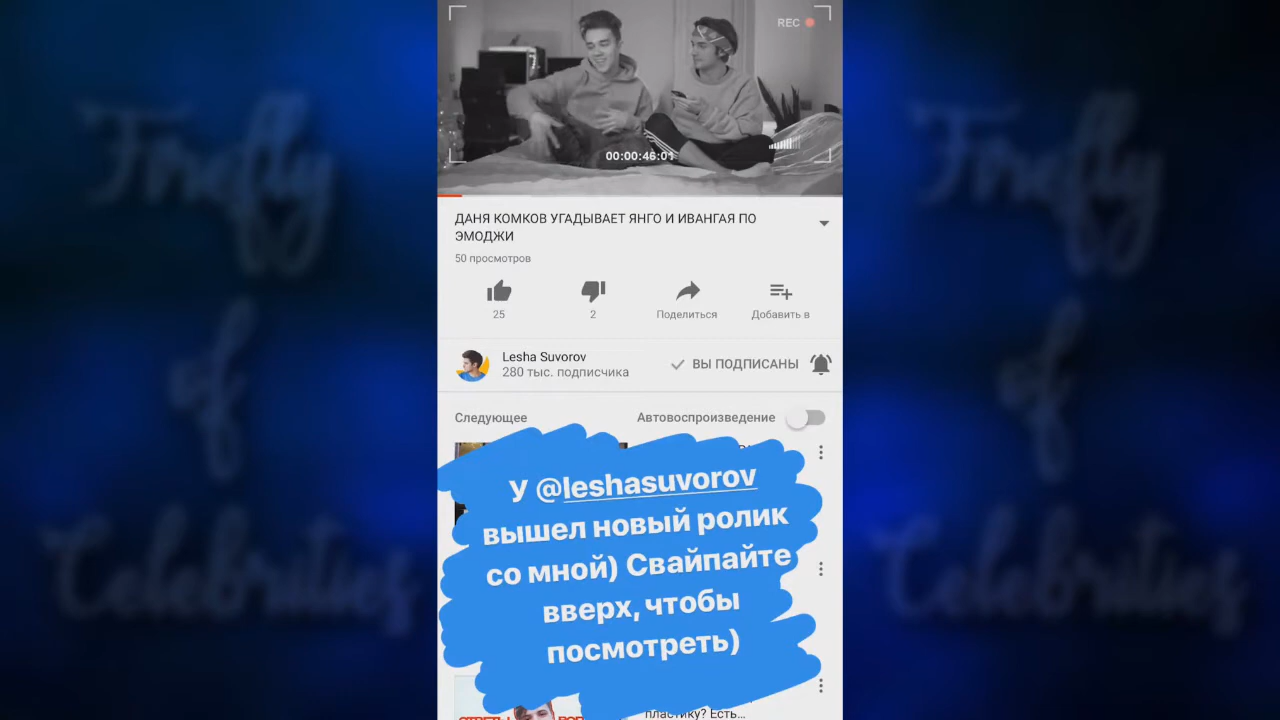 REC
00:00:46:01
ДАНЯ КОМКОВ УГАДЫВАЕТ ЯНГО И ИВАНГАЯ ПО
ЭМОДЖИ
50 просмотров
25
2
Поделиться
Добавить в
Lesha Suvorov
280 тыс. подписчика
ВЫ ПОДПИСАНЫ
Следующее
Автовоспроизведение
У @leshasuvorov
вышел новый ролик
со мной) Свайпайте
вверх, чтобы
посмотреть)
пластику? Есть...
Firefly
of
Celebrities
Firefly
of
Celebrities